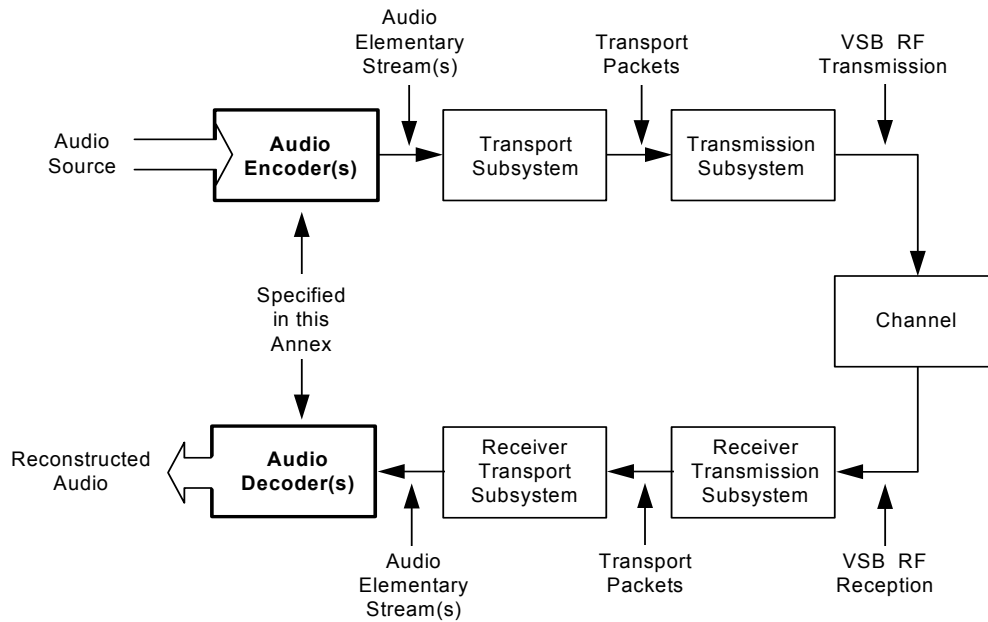 Audio
Elementary
Stream(s)
Transport
Packets
VSB RF
Transmission
Audio
Source
Audio
Encoder(s)
Transport
Subsystem
Transmission
Subsystem
Specified
in this
Annex
Channel
Reconstructed
Audio
Audio
Decoder(s)
Receiver
Transport
Subsystem
Receiver
Transmission
Subsystem
Audio
Elementary
Stream(s)
Transport
Packets
VSB RF
Reception